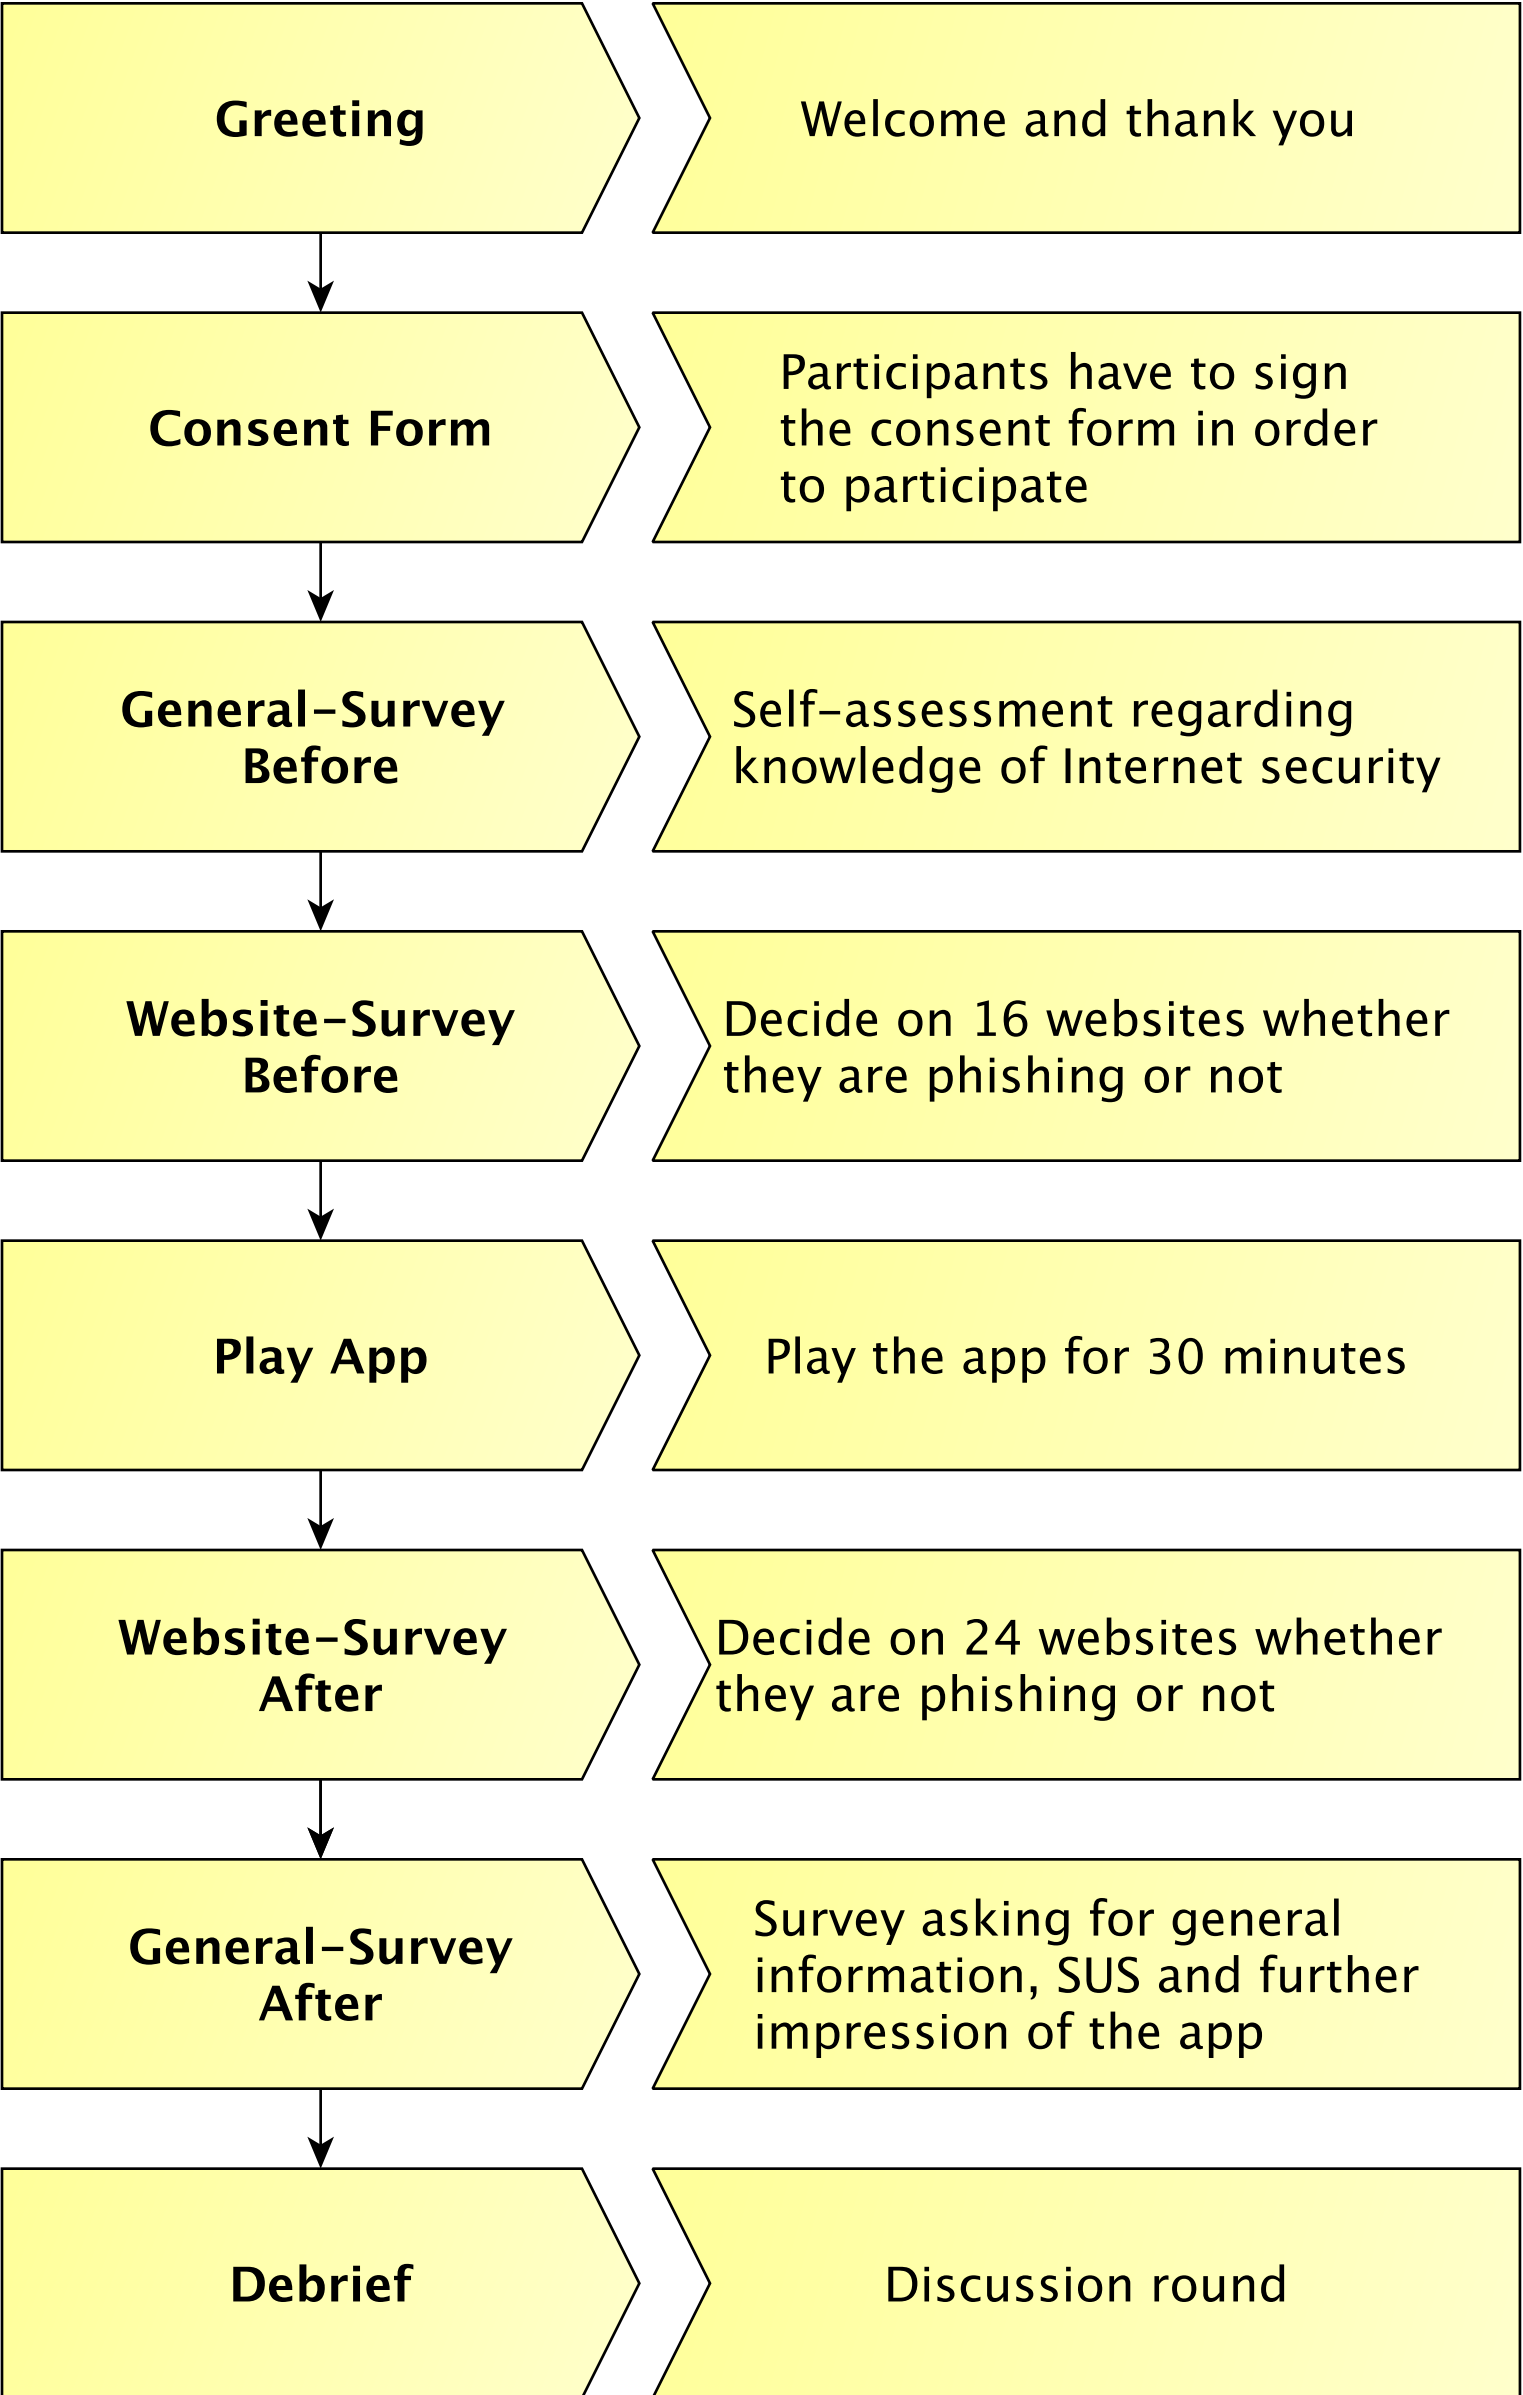 Greeting
Welcome and thank you
Consent Form
Participants have to sign
the consent form in order
to participate
General-Survey
Before
Self-assessment regarding
knowledge of Internet security
Website-Survey
Before
Decide on 16 websites whether
they are phishing or not
Play App
Play the app for 30 minutes
Website-Survey
After
Decide on 24 websites whether
they are phishing or not
General-Survey
After
Survey asking for general
information, SUS and further
impression of the app
Debrief
Discussion round